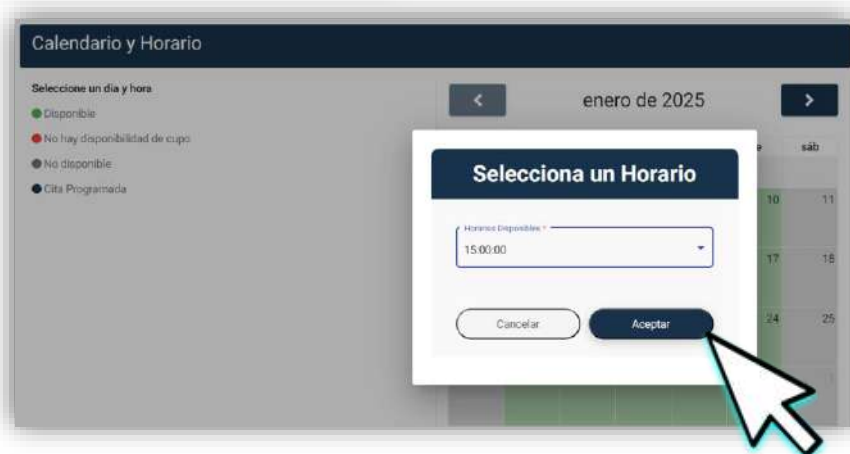 Calendario y Horario
Seleccione un día y hora
Disponible
No hay disponibilidad de cupo
No disponible
Cita Programada
enero de 2025
sáb
Selecciona un Horario
Horarios Disponibles *
15:00:00
Cancelar
Aceptar
10 11
17 18
24 25
1